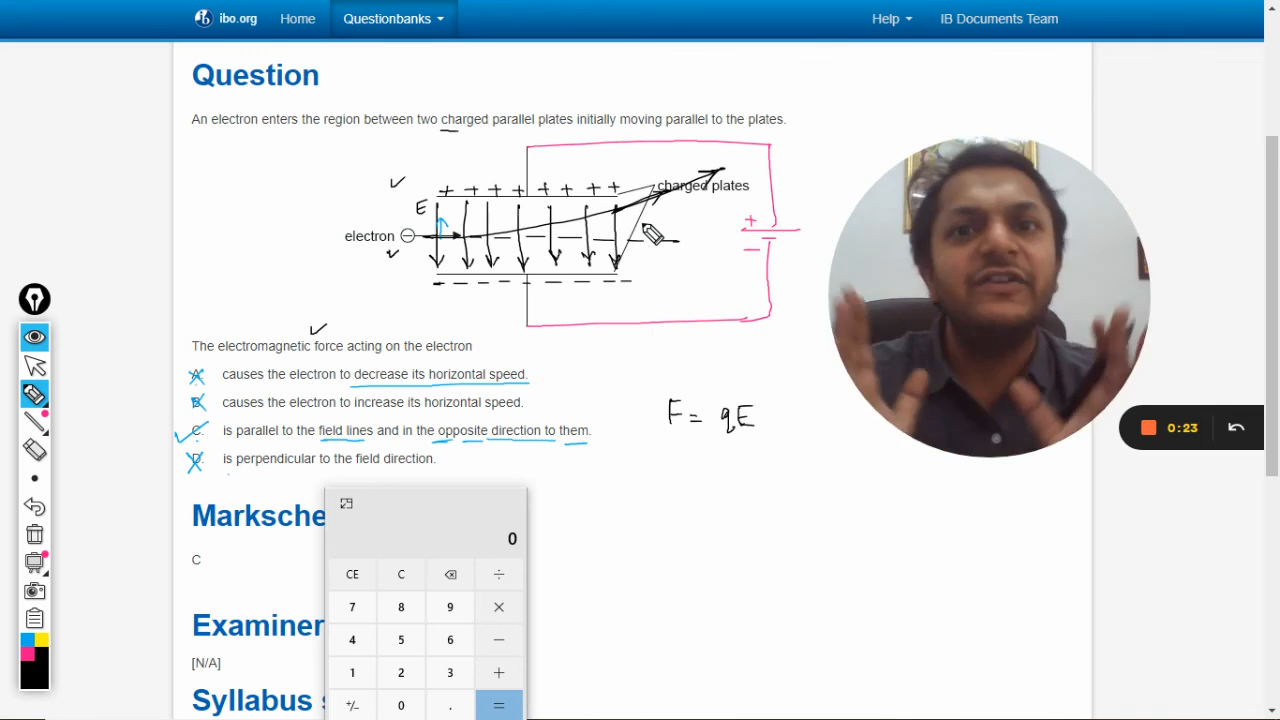 ibo.org Home Questionbanks Help IB Documents Team
Question
An electron enters the region between two charged parallel plates initially moving parallel to the plates.
+ + + + + + + +
charged plates
E
electron
+
−
− − − − − − − − −
The electromagnetic force acting on the electron
A. causes the electron to decrease its horizontal speed.
B. causes the electron to increase its horizontal speed.
C. is parallel to the field lines and in the opposite direction to them.
D. is perpendicular to the field direction.
F = qE
0:23
Marksche
C
Examiner
[N/A]
Syllabus s
0
CE C ÷
7 8 9 ×
4 5 6 −
1 2 3 +
+/− 0 . =